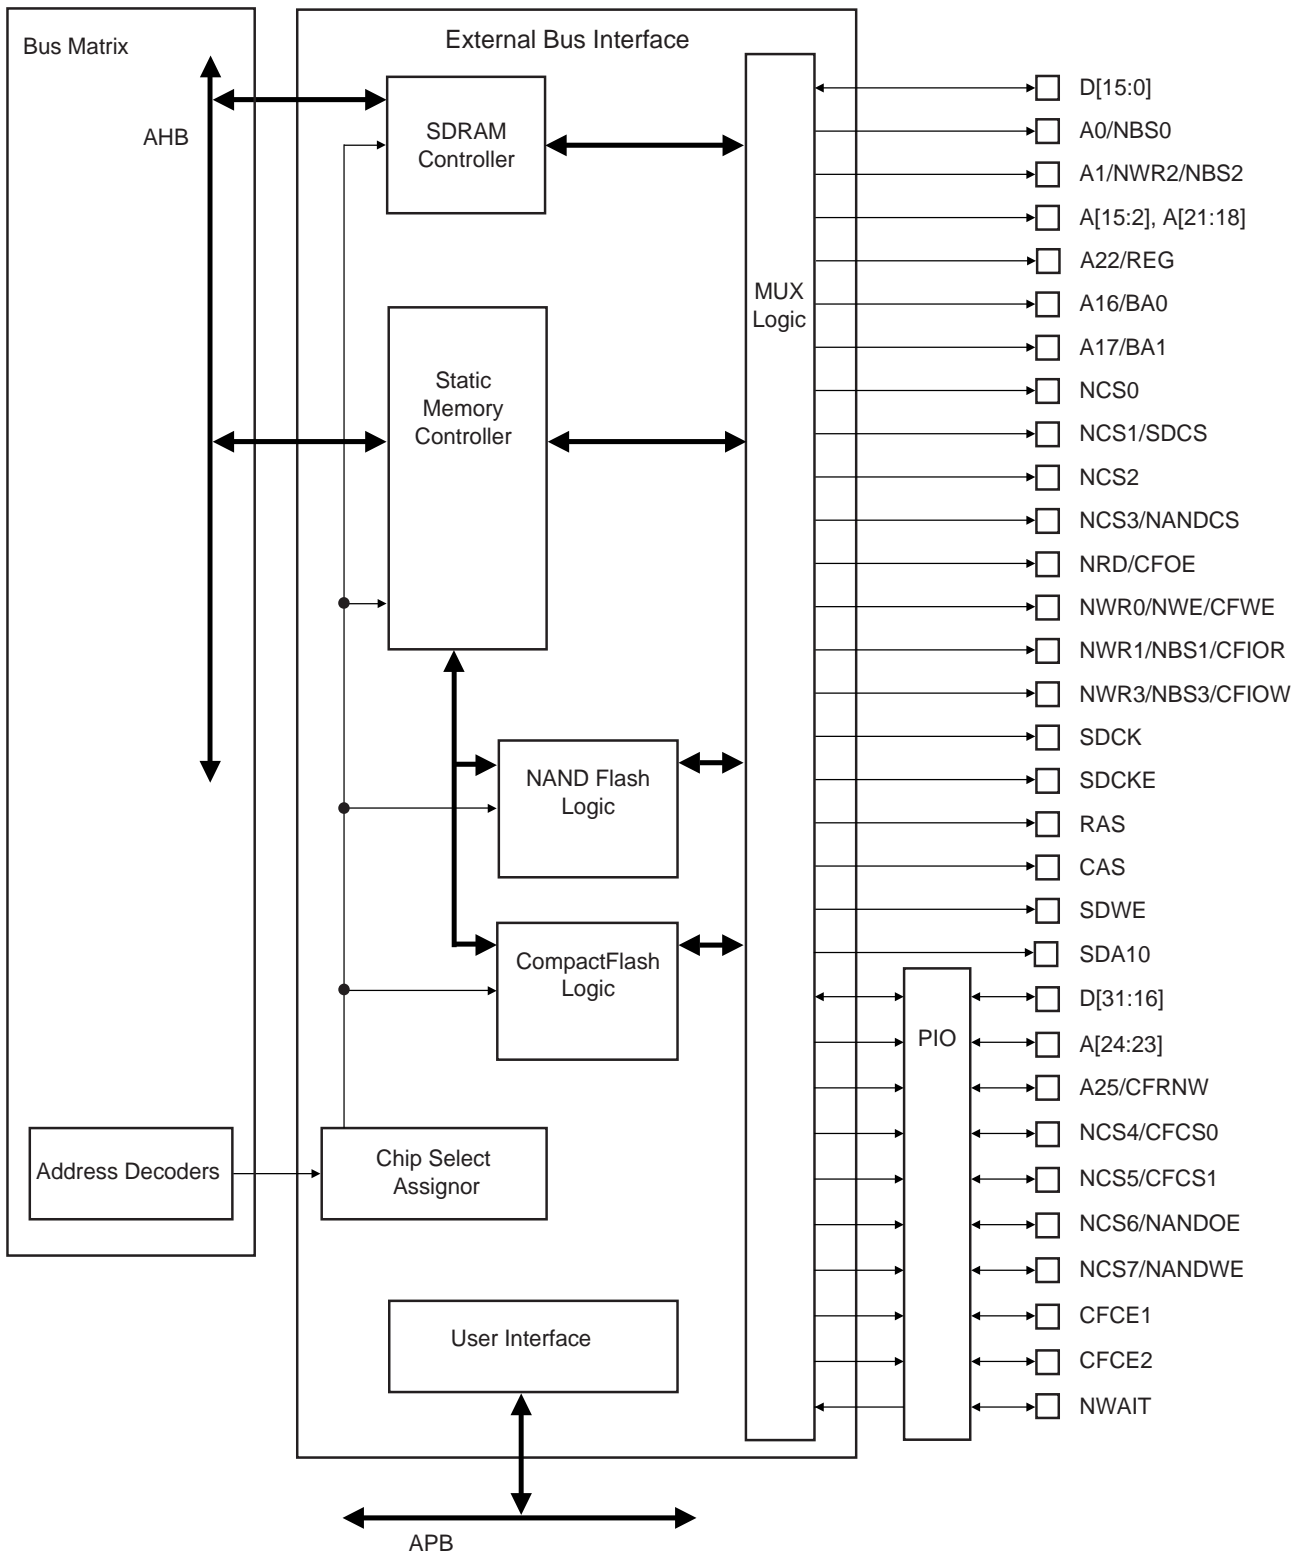 Bus Matrix
AHB
Address Decoders
External Bus Interface
SDRAM
Controller
Static
Memory
Controller
NAND Flash
Logic
CompactFlash
Logic
Chip Select
Assignor
User Interface
APB
MUX
Logic
PIO
D[15:0]
A0/NBS0
A1/NWR2/NBS2
A[15:2], A[21:18]
A22/REG
A16/BA0
A17/BA1
NCS0
NCS1/SDCS
NCS2
NCS3/NANDCS
NRD/CFOE
NWR0/NWE/CFWE
NWR1/NBS1/CFIOR
NWR3/NBS3/CFIOW
SDCK
SDCKE
RAS
CAS
SDWE
SDA10
D[31:16]
A[24:23]
A25/CFRNW
NCS4/CFCS0
NCS5/CFCS1
NCS6/NANDOE
NCS7/NANDWE
CFCE1
CFCE2
NWAIT